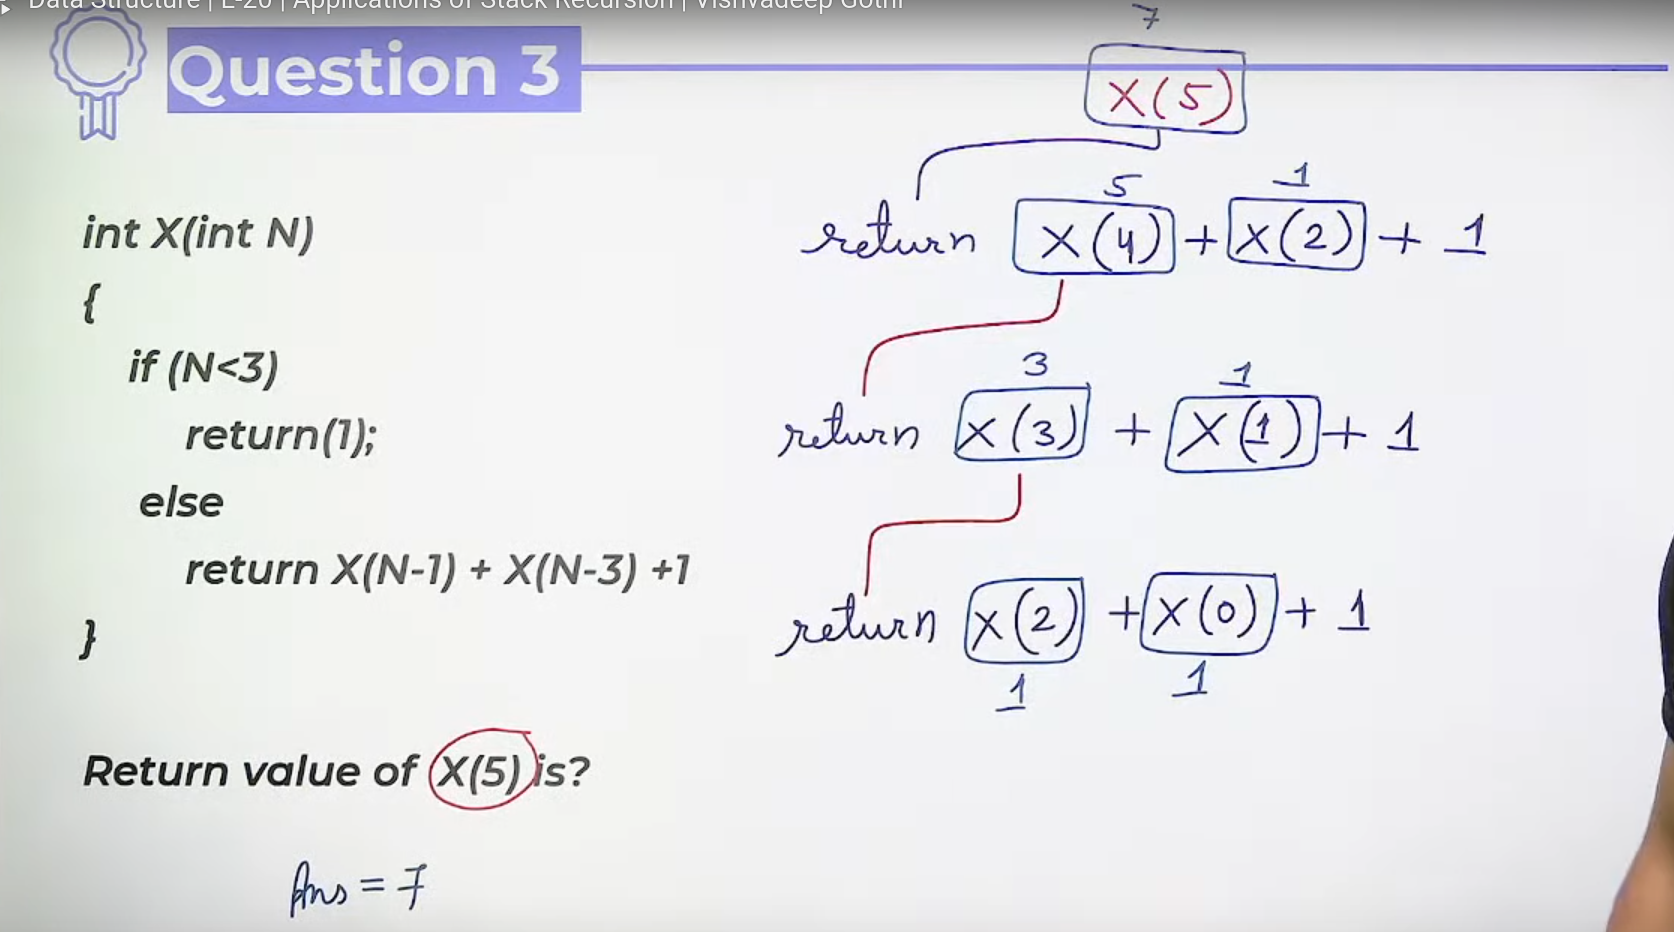 Data Structure | L-20 | Applications of Stack Recursion | Vishvadeep Gothi
Question 3
int X(int N)
{
if (N<3)
return(1);
else
return X(N-1) + X(N-3) +1
}
Return value of X(5) is?
Ans = 7
7
X(5)
5 1
return X(4) + X(2) + 1
3 1
return X(3) + X(1) + 1
return X(2) + X(0) + 1
1 1